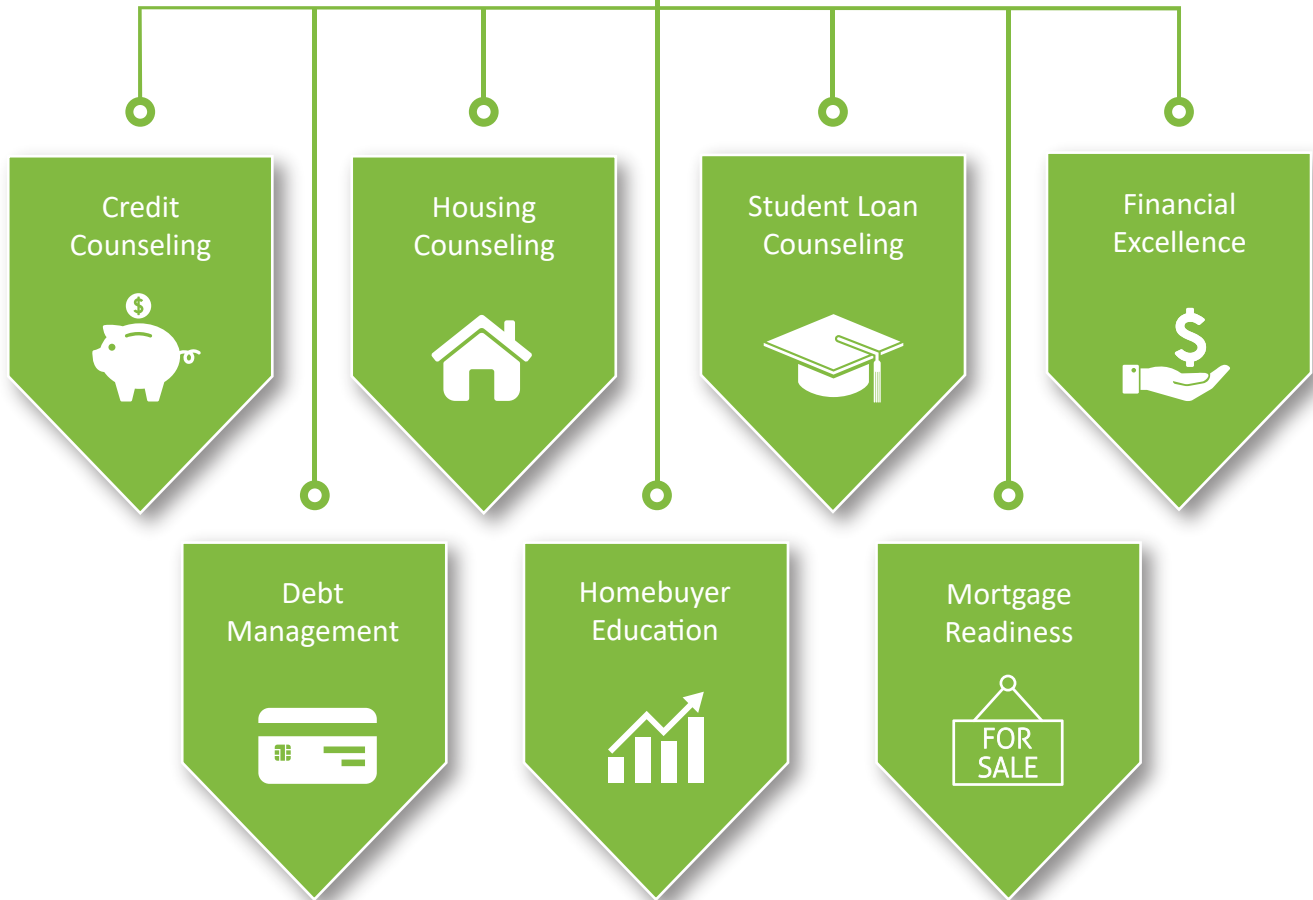 Credit
Counseling
$
Housing
Counseling
Student Loan
Counseling
Financial
Excellence
$
Debt
Management
Homebuyer
Education
Mortgage
Readiness
FOR
SALE